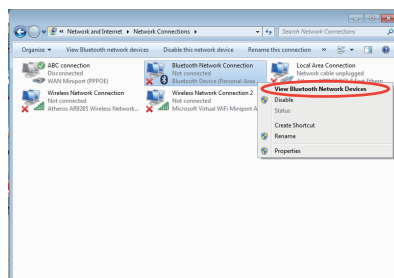 « Network and Internet ▸ Network Connections ▸
Search Network Connections
Organize ▾ View Bluetooth network devices Disable this network device Rename this connection »
ABC connection
Disconnected
WAN Miniport (PPPOE)
Bluetooth Network Connection
Not connected
Bluetooth Device (Personal Area ...
Local Area Connection
Network cable unplugged
Wireless Network Connection
Not connected
Atheros AR9285 Wireless Network...
Wireless Network Connection 2
Not connected
Microsoft Virtual WiFi Miniport A
View Bluetooth Network Devices
Disable
Status
Create Shortcut
Rename
Properties